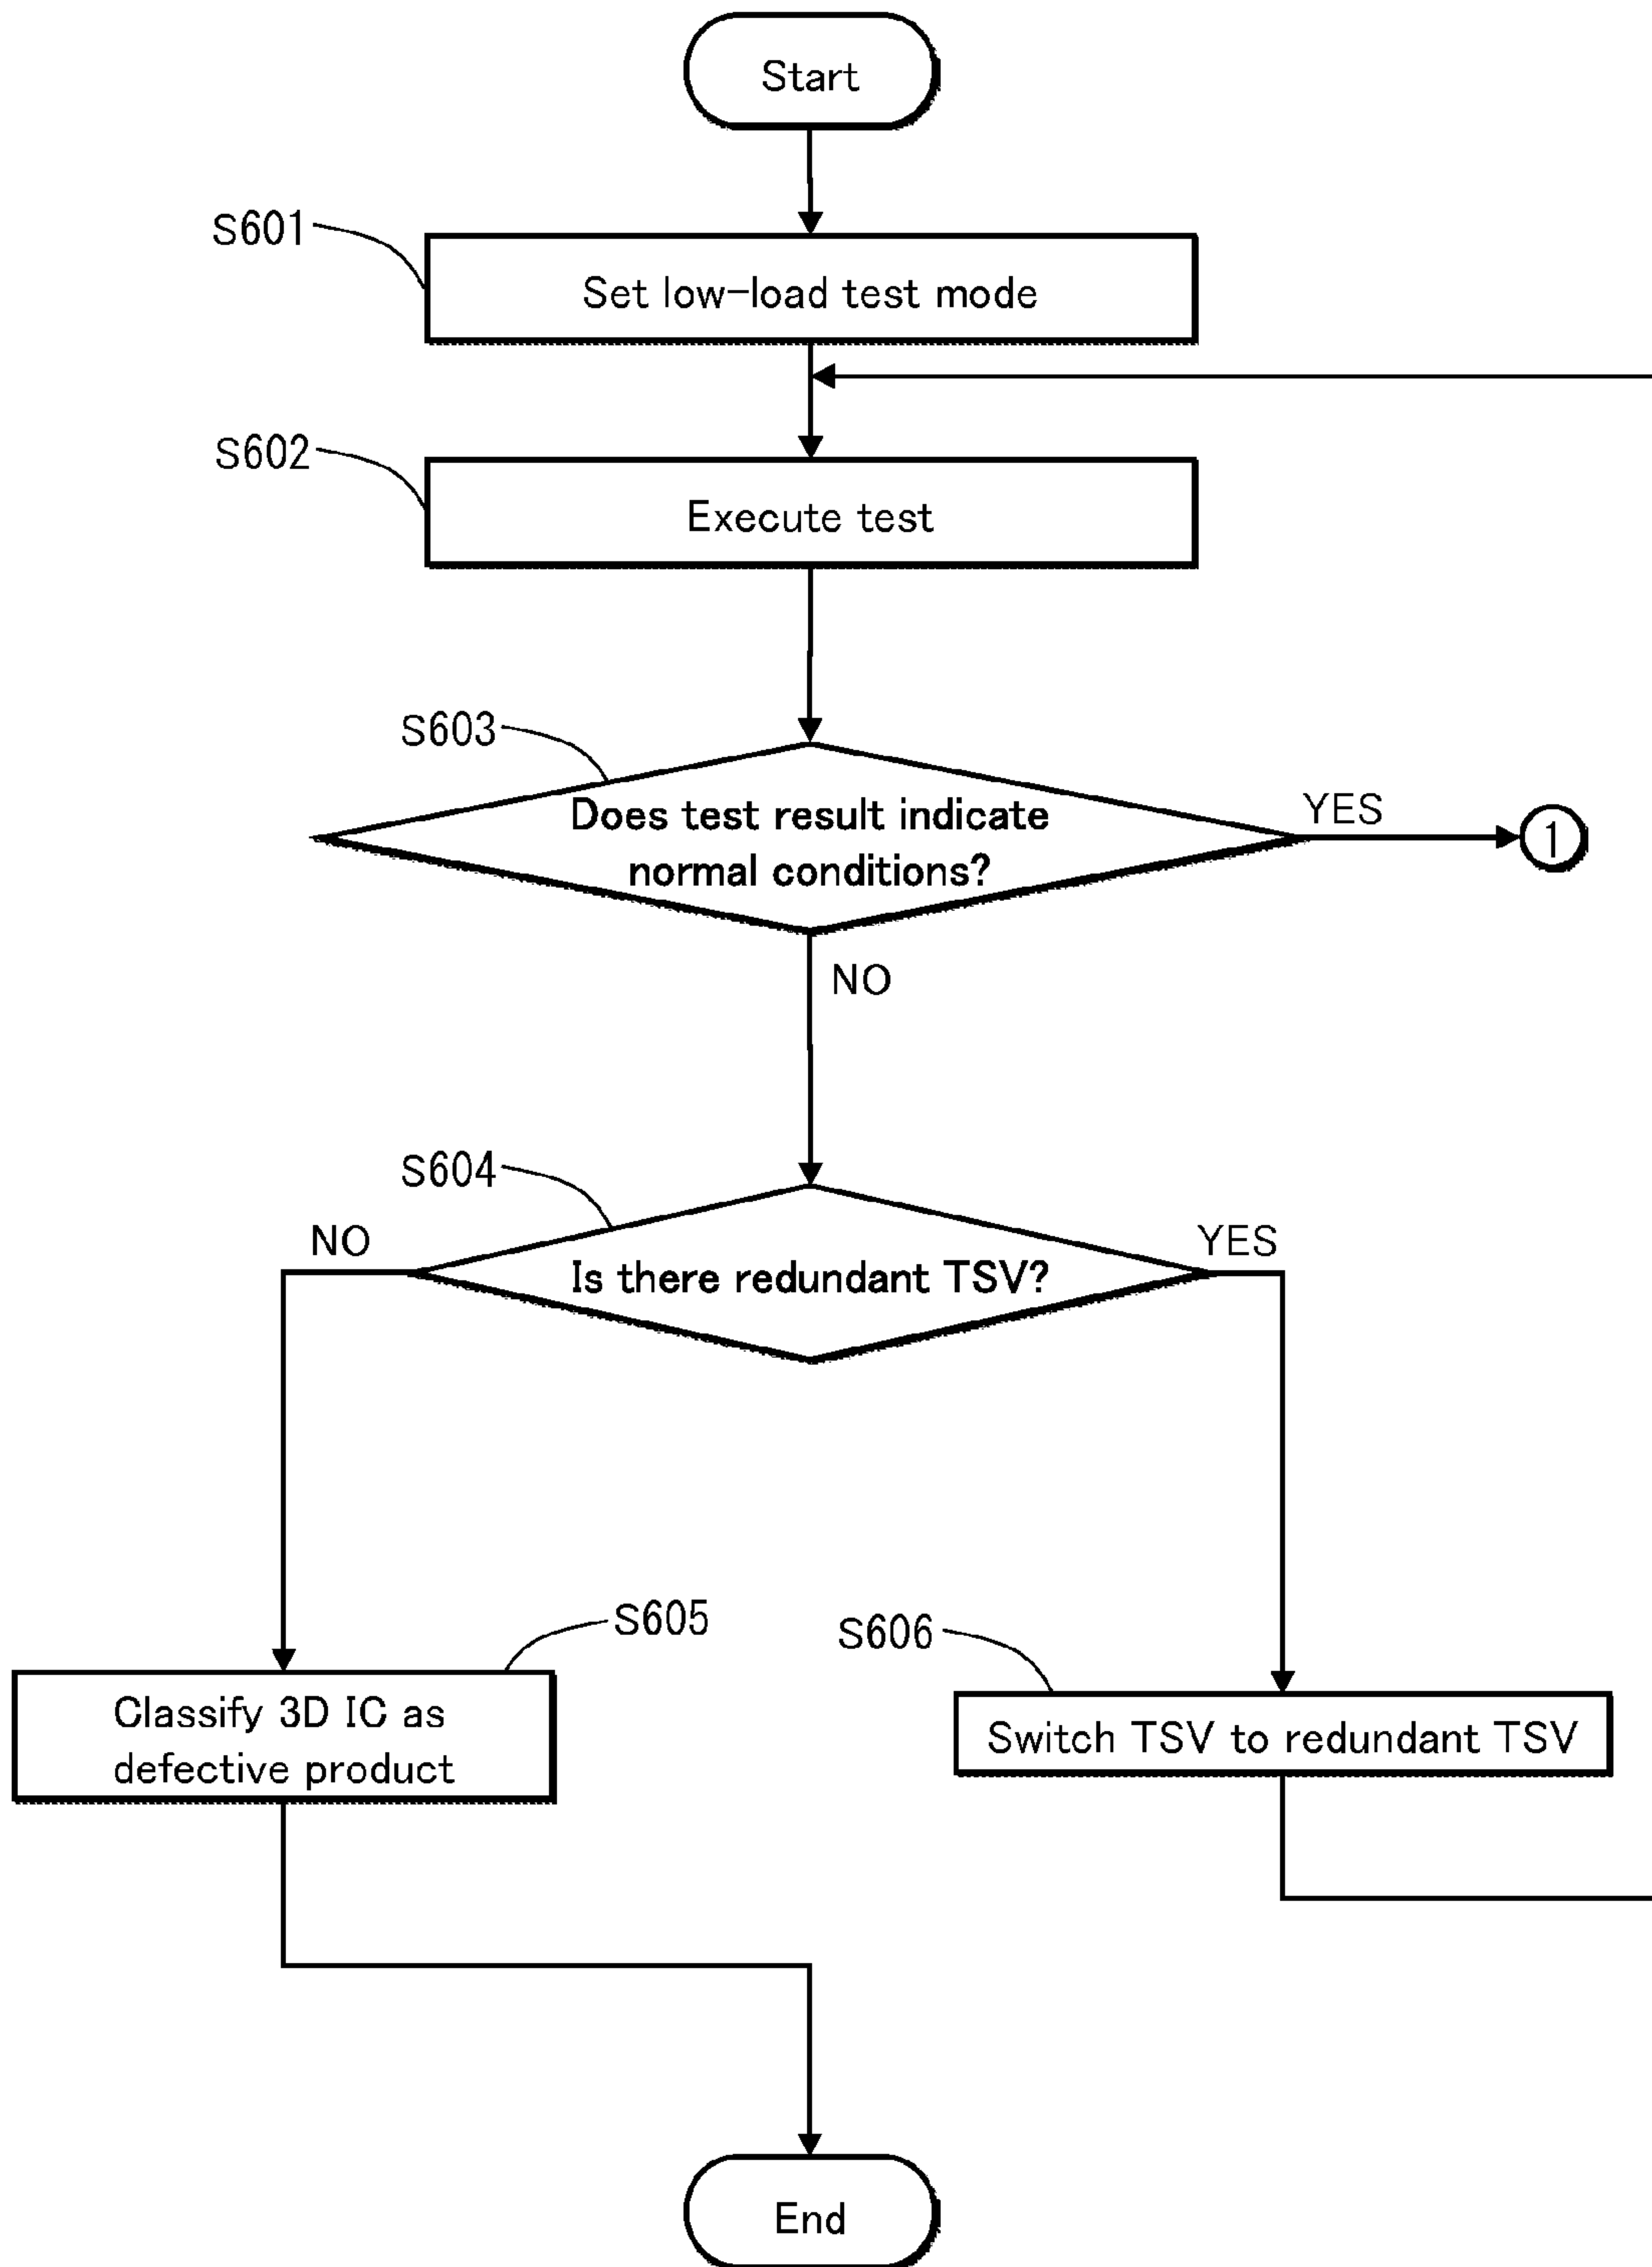 Start
S601
Set low-load test mode
S602
Execute test
S603
Does test result indicate
normal conditions?
YES
1
NO
S604
NO
YES
Is there redundant TSV?
S605
S606
Classify 3D IC as
defective product
Switch TSV to redundant TSV
End